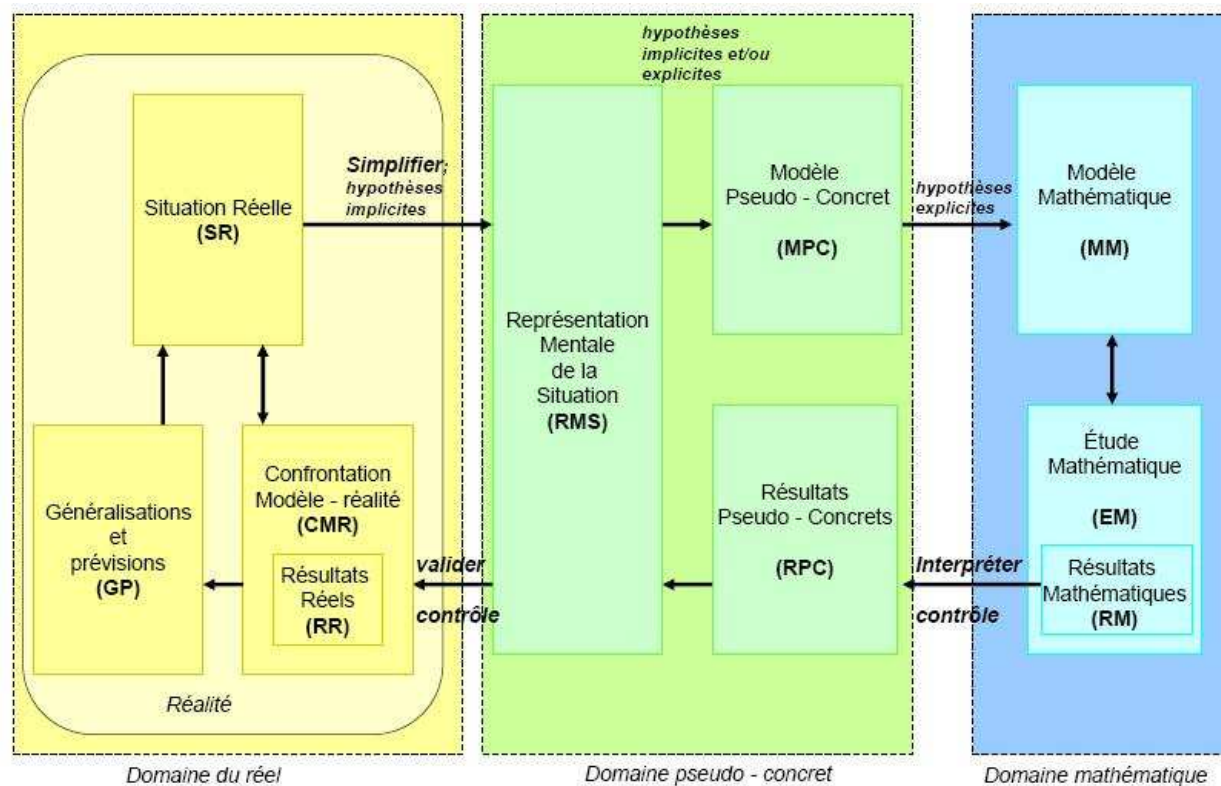 hypothèses
implicites et/ou
explicites
Simplifier;
hypothèses
implicites
Situation Réelle
(SR)
Modèle
Pseudo - Concret
(MPC)
hypothèses
explicites
Modèle
Mathématique
(MM)
Représentation
Mentale
de la
Situation
(RMS)
Généralisations
et
prévisions
(GP)
Confrontation
Modèle - réalité
(CMR)
Résultats
Réels
(RR)
valider
contrôle
Résultats
Pseudo - Concrets
(RPC)
Interpréter
contrôle
Étude
Mathématique
(EM)
Résultats
Mathématiques
(RM)
Réalité
Domaine du réel
Domaine pseudo - concret
Domaine mathématique